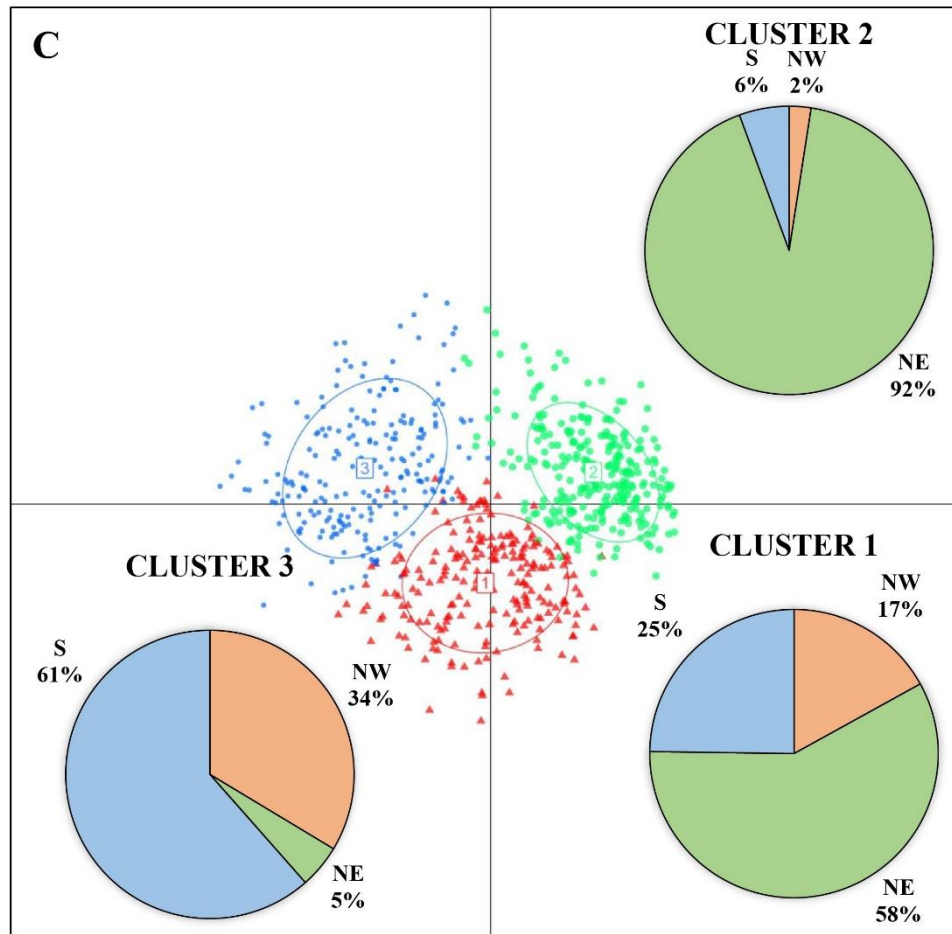 C
CLUSTER 2
S
6%
NW
2%
NE
92%
3
2
1
CLUSTER 3
S
61%
NW
34%
NE
5%
CLUSTER 1
S
25%
NW
17%
NE
58%